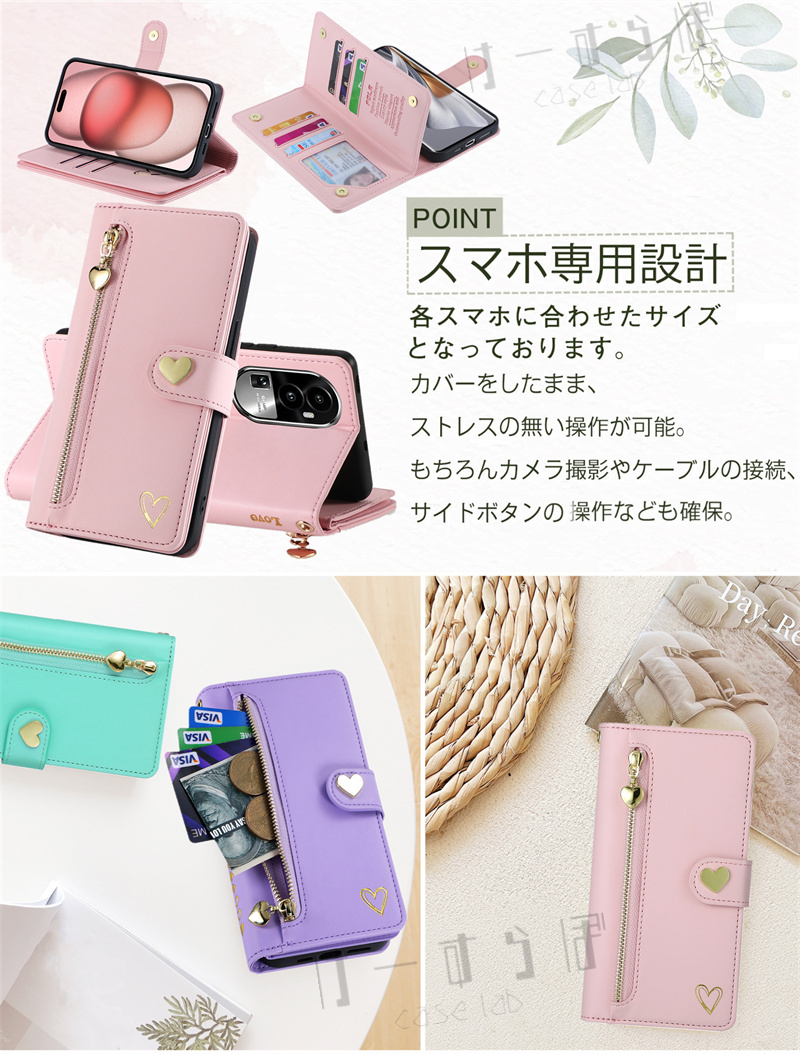 けーすらぼ
case lab
POINT
スマホ専用設計
各スマホに合わせたサイズ
となっております。
カバーをしたまま、
ストレスの無い操作が可能。
もちろんカメラ撮影やケーブルの接続、
サイドボタンの 操作なども確保。
Love
Day, Re
VISA
VISA
VISA
けーすらぼ
case lab